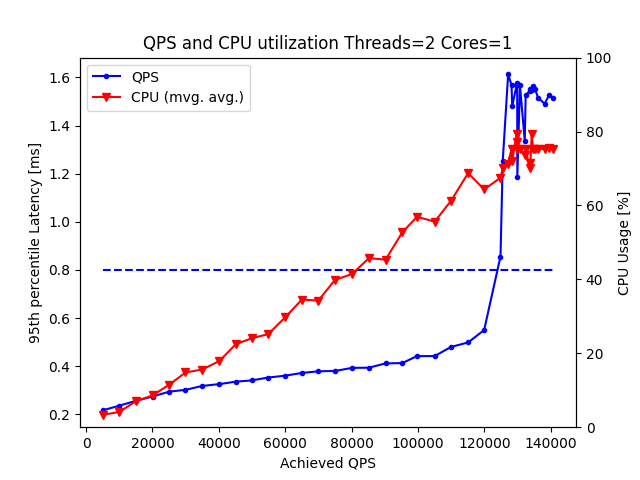 QPS and CPU utilization Threads=2 Cores=1
QPS
CPU (mvg. avg.)
95th percentile Latency [ms]
1.6
1.4
1.2
1.0
0.8
0.6
0.4
0.2
100
80
60
40
20
0
CPU Usage [%]
0 20000 40000 60000 80000 100000 120000 140000
Achieved QPS